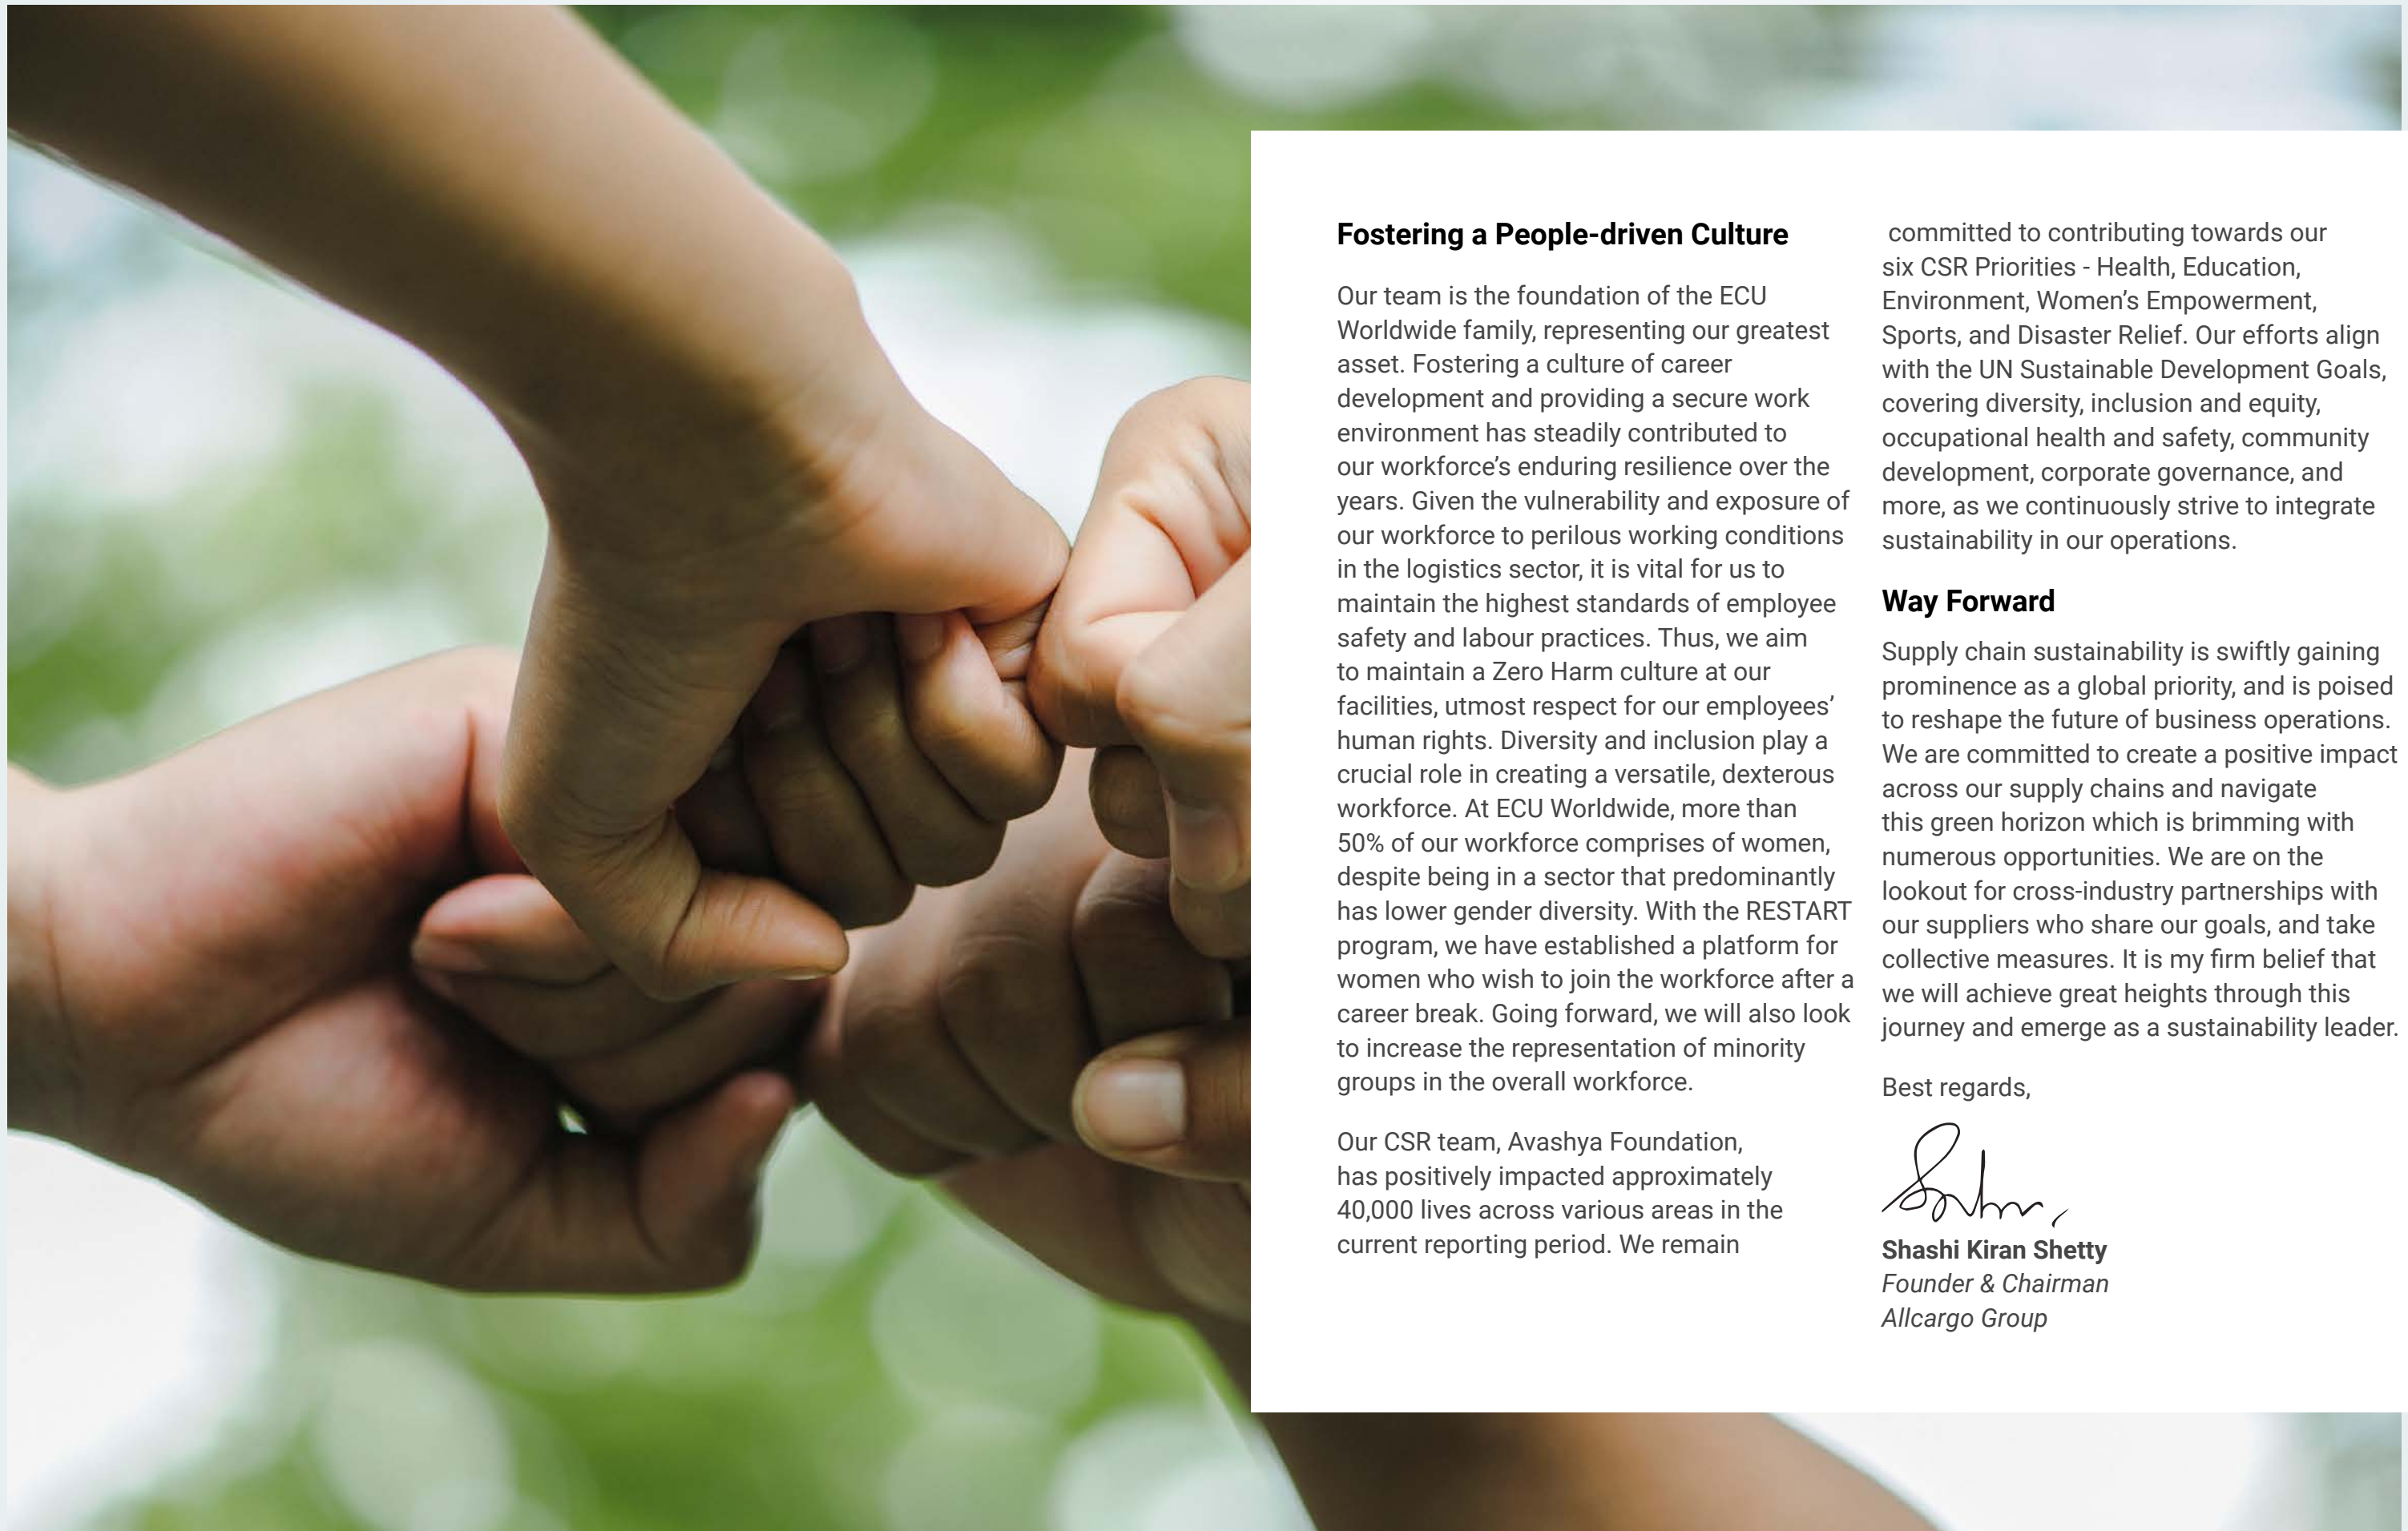 Fostering a People-driven Culture
Our team is the foundation of the ECU
Worldwide family, representing our greatest
asset. Fostering a culture of career
development and providing a secure work
environment has steadily contributed to
our workforce’s enduring resilience over the
years. Given the vulnerability and exposure of
our workforce to perilous working conditions
in the logistics sector, it is vital for us to
maintain the highest standards of employee
safety and labour practices. Thus, we aim
to maintain a Zero Harm culture at our
facilities, utmost respect for our employees’
human rights. Diversity and inclusion play a
crucial role in creating a versatile, dexterous
workforce. At ECU Worldwide, more than
50% of our workforce comprises of women,
despite being in a sector that predominantly
has lower gender diversity. With the RESTART
program, we have established a platform for
women who wish to join the workforce after a
career break. Going forward, we will also look
to increase the representation of minority
groups in the overall workforce.
Our CSR team, Avashya Foundation,
has positively impacted approximately
40,000 lives across various areas in the
current reporting period. We remain
committed to contributing towards our
six CSR Priorities - Health, Education,
Environment, Women’s Empowerment,
Sports, and Disaster Relief. Our efforts align
with the UN Sustainable Development Goals,
covering diversity, inclusion and equity,
occupational health and safety, community
development, corporate governance, and
more, as we continuously strive to integrate
sustainability in our operations.
Way Forward
Supply chain sustainability is swiftly gaining
prominence as a global priority, and is poised
to reshape the future of business operations.
We are committed to create a positive impact
across our supply chains and navigate
this green horizon which is brimming with
numerous opportunities. We are on the
lookout for cross-industry partnerships with
our suppliers who share our goals, and take
collective measures. It is my firm belief that
we will achieve great heights through this
journey and emerge as a sustainability leader.
Best regards,
Shashi Kiran Shetty
Founder & Chairman
Allcargo Group